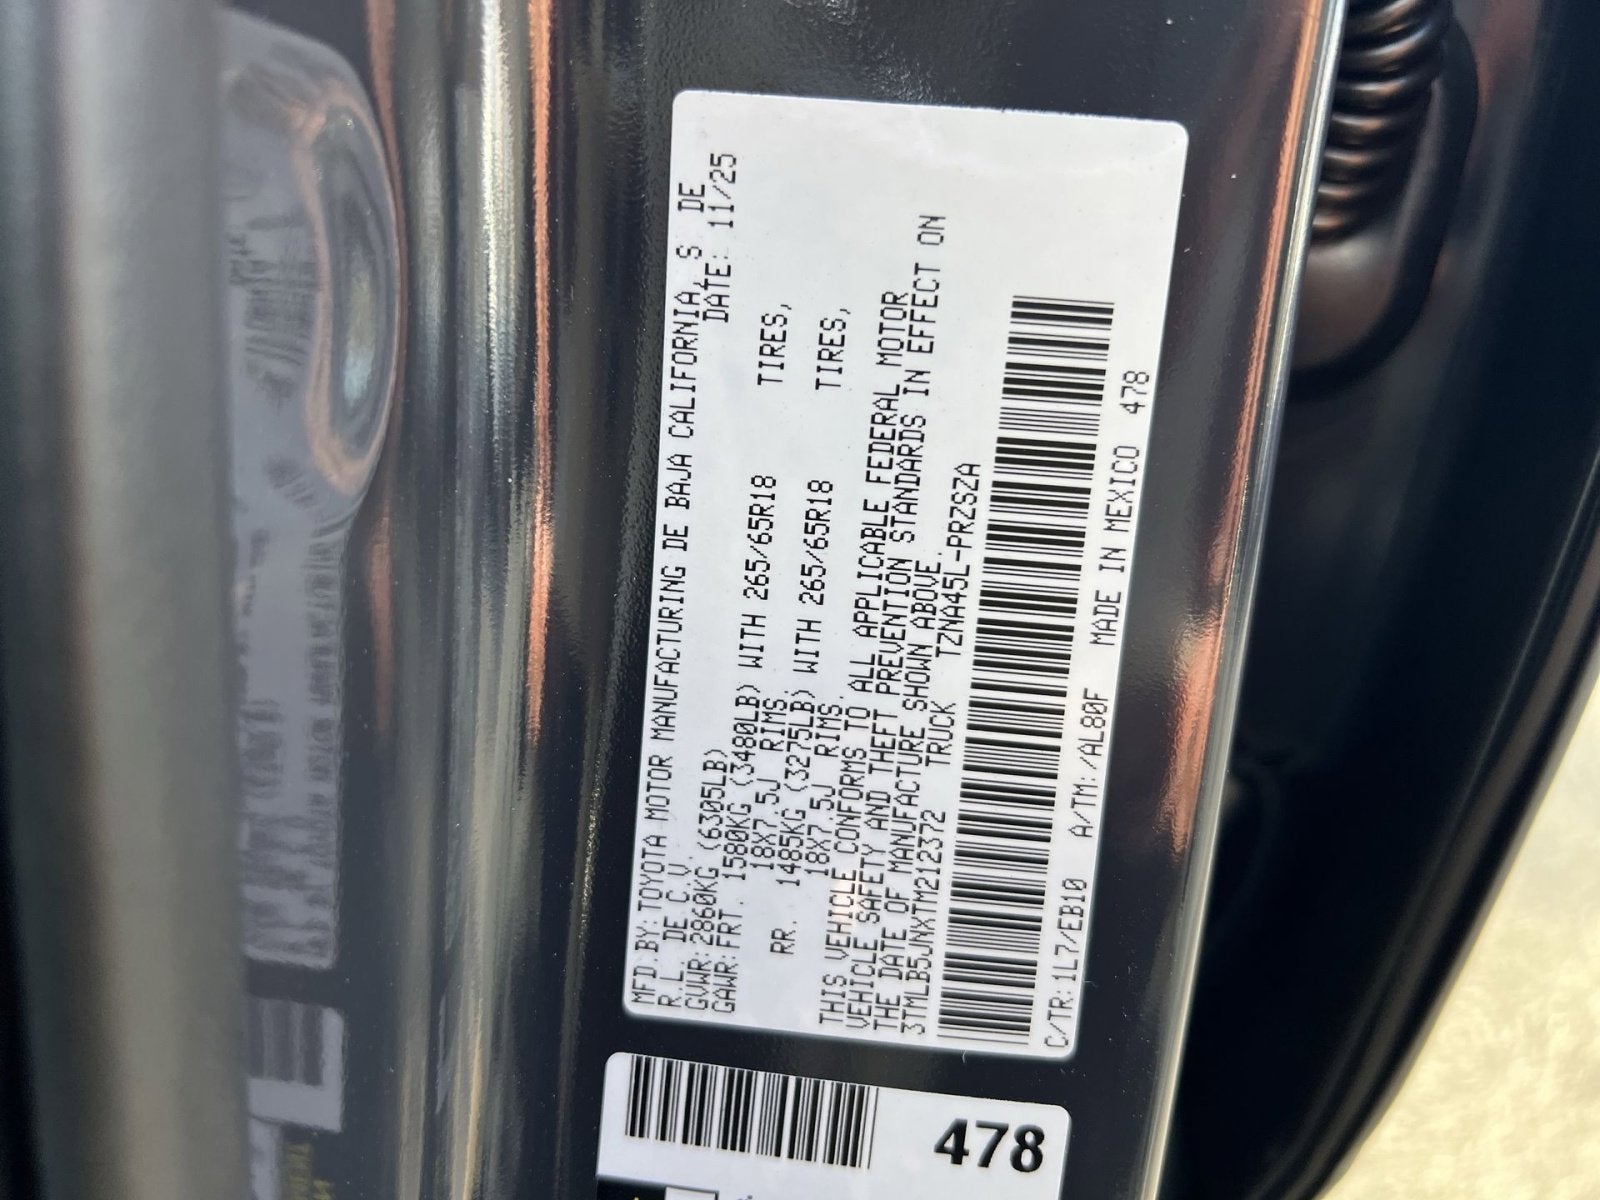 MFD.BY:TOYOTA MOTOR MANUFACTURING DE BAJA CALIFORNIA, S DE
R.L. DE C.V. DATE: 11/25
GVWR:2860KG (6305LB)
GAWR:FRT. 1580KG (3480LB) WITH 265/65R18 TIRES,
18X7.5J RIMS
RR. 1485KG (3275LB) WITH 265/65R18 TIRES,
18X7.5J RIMS.
THIS VEHICLE CONFORMS TO ALL APPLICABLE FEDERAL MOTOR
VEHICLE SAFETY AND THEFT PREVENTION STANDARDS IN EFFECT ON
THE DATE OF MANUFACTURE SHOWN ABOVE.
3TMLB5JNXTM212372 TRUCK TZNA45L-PRZSZA
C/TR:1L7/EB10 A/TM:/AL80F MADE IN MEXICO 478
478